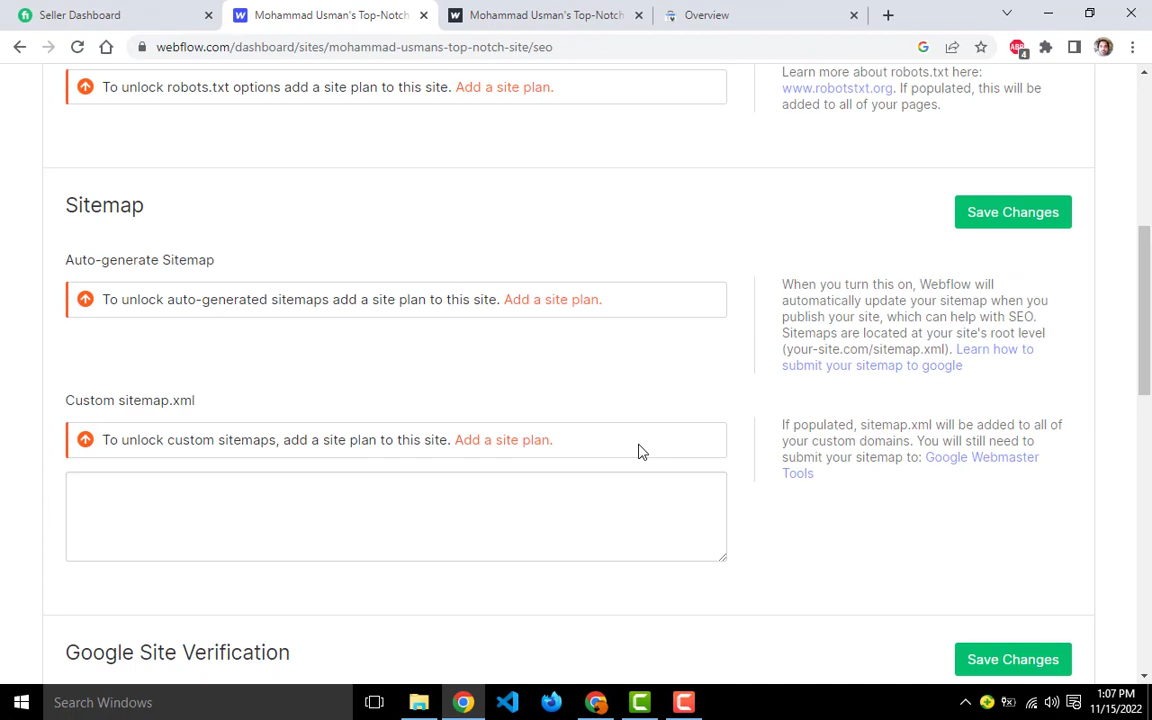 Seller Dashboard
Mohammad Usman's Top-Notch
Mohammad Usman's Top-Notch
Overview
webflow.com/dashboard/sites/mohammad-usmans-top-notch-site/seo
ABP
4
To unlock robots.txt options add a site plan to this site. Add a site plan.
Learn more about robots.txt here:
www.robotstxt.org. If populated, this will be
added to all of your pages.
Sitemap
Save Changes
Auto-generate Sitemap
To unlock auto-generated sitemaps add a site plan to this site. Add a site plan.
When you turn this on, Webflow will
automatically update your sitemap when you
publish your site, which can help with SEO.
Sitemaps are located at your site's root level
(your-site.com/sitemap.xml). Learn how to
submit your sitemap to google
Custom sitemap.xml
To unlock custom sitemaps, add a site plan to this site. Add a site plan.
If populated, sitemap.xml will be added to all of
your custom domains. You will still need to
submit your sitemap to: Google Webmaster
Tools
Google Site Verification
Save Changes
Search Windows
1:07 PM
11/15/2022